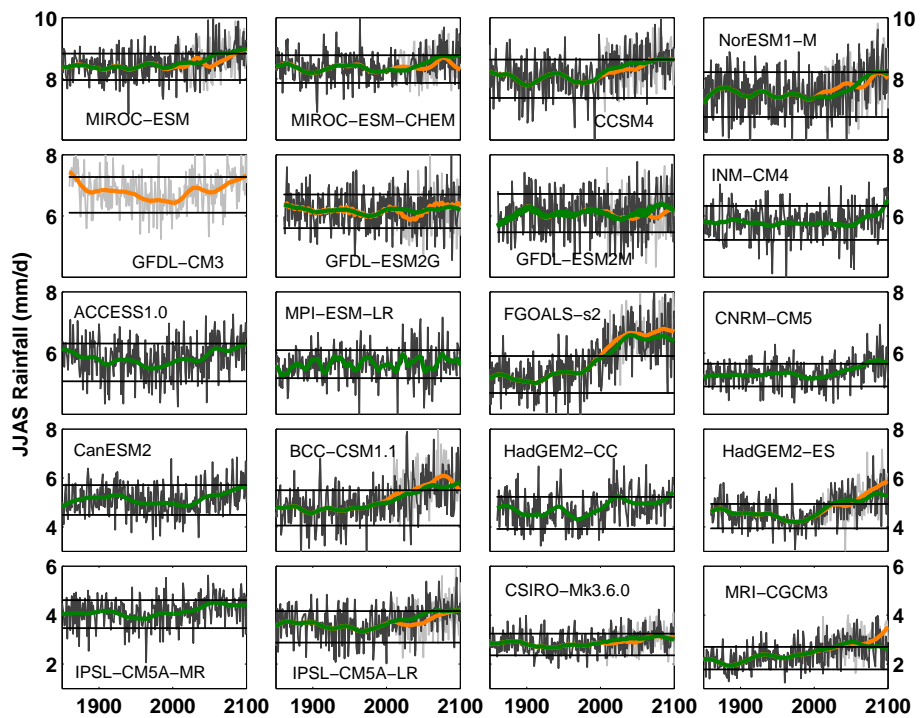 10
10
8
8
MIROC−ESM
MIROC−ESM−CHEM
CCSM4
NorESM1−M
8
8
6
6
GFDL−CM3
GFDL−ESM2G
GFDL−ESM2M
INM−CM4
JJAS Rainfall (mm/d)
8
8
6
6
ACCESS1.0
MPI−ESM−LR
FGOALS−s2
CNRM−CM5
8
8
6
6
4
4
CanESM2
BCC−CSM1.1
HadGEM2−CC
HadGEM2−ES
6
6
4
4
2
2
IPSL−CM5A−MR
IPSL−CM5A−LR
CSIRO−Mk3.6.0
MRI−CGCM3
1900 2000 2100
1900 2000 2100
1900 2000 2100
1900 2000 2100